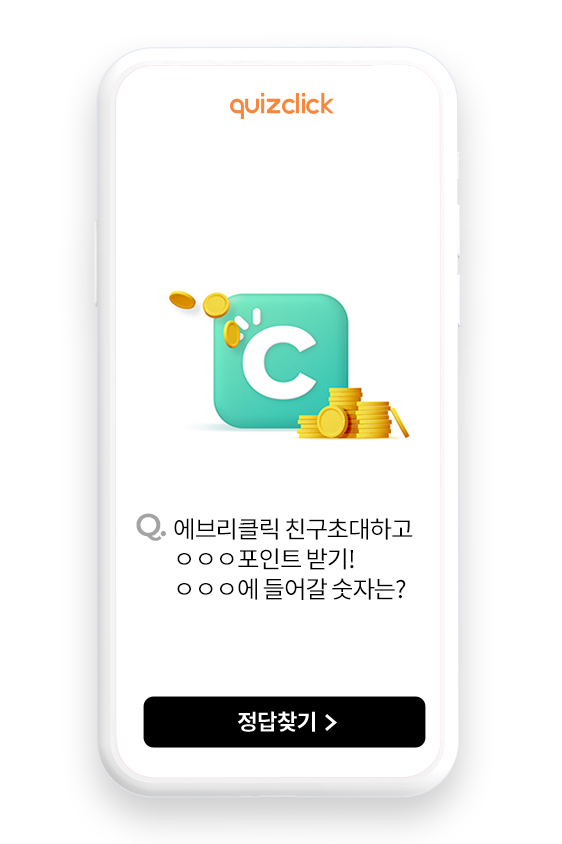 quizclick
C
Q. 에브리클릭 친구초대하고
ㅇㅇㅇ포인트 받기!
ㅇㅇㅇ에 들어갈 숫자는?
정답찾기 >